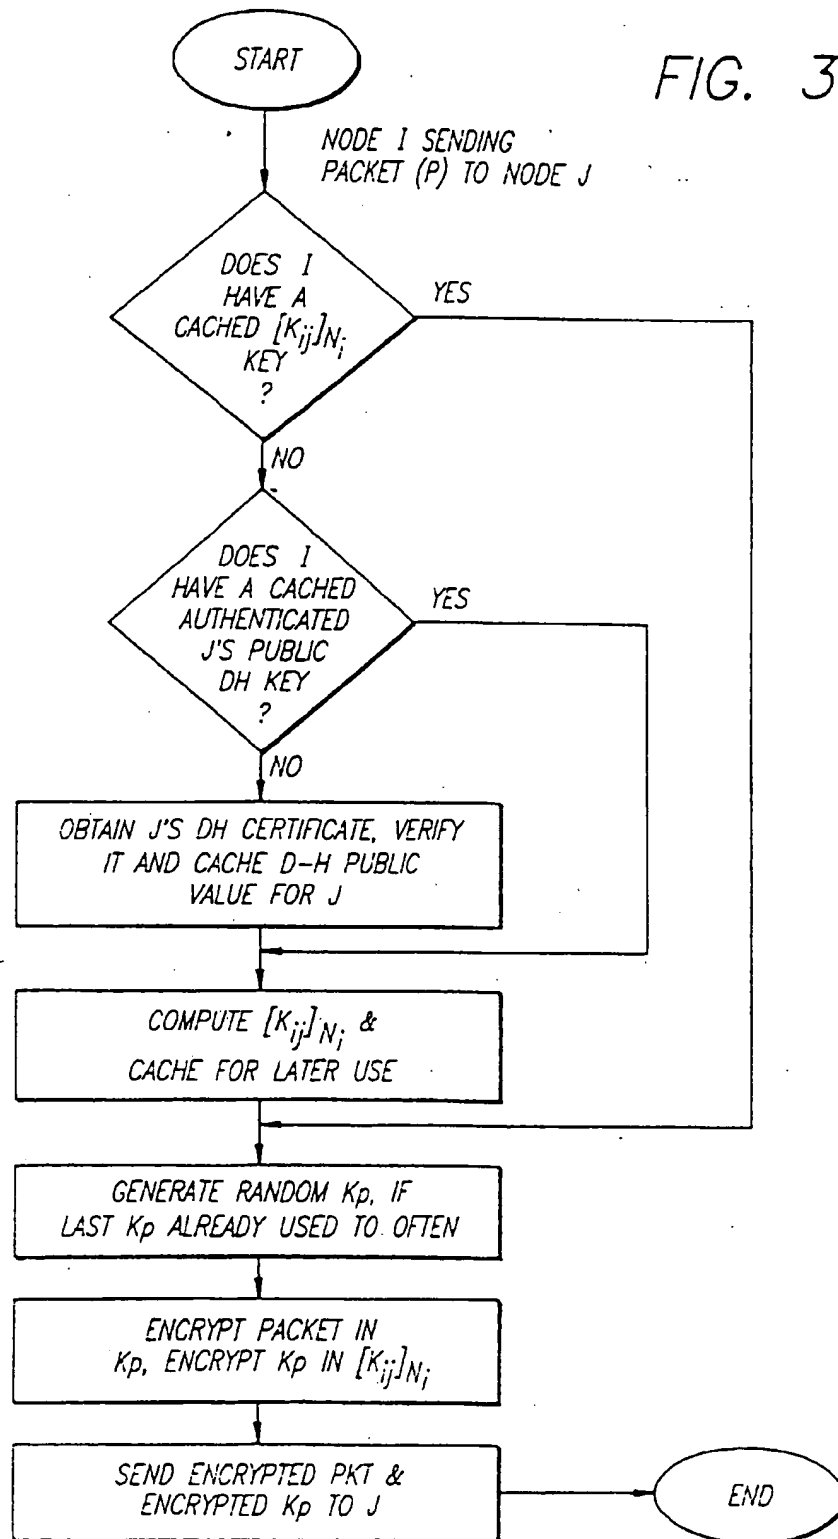 START
FIG. 3
NODE I SENDING
PACKET (P) TO NODE J
DOES I
HAVE A
CACHED [Kij]Ni
KEY
?
YES
NO
DOES I
HAVE A CACHED
AUTHENTICATED
J'S PUBLIC
DH KEY
?
YES
NO
OBTAIN J'S DH CERTIFICATE, VERIFY
IT AND CACHE D-H PUBLIC
VALUE FOR J
COMPUTE [Kij]Ni &
CACHE FOR LATER USE
GENERATE RANDOM Kp, IF
LAST Kp ALREADY USED TO OFTEN
ENCRYPT PACKET IN
Kp, ENCRYPT Kp IN [Kij]Ni
SEND ENCRYPTED PKT &
ENCRYPTED Kp TO J
END